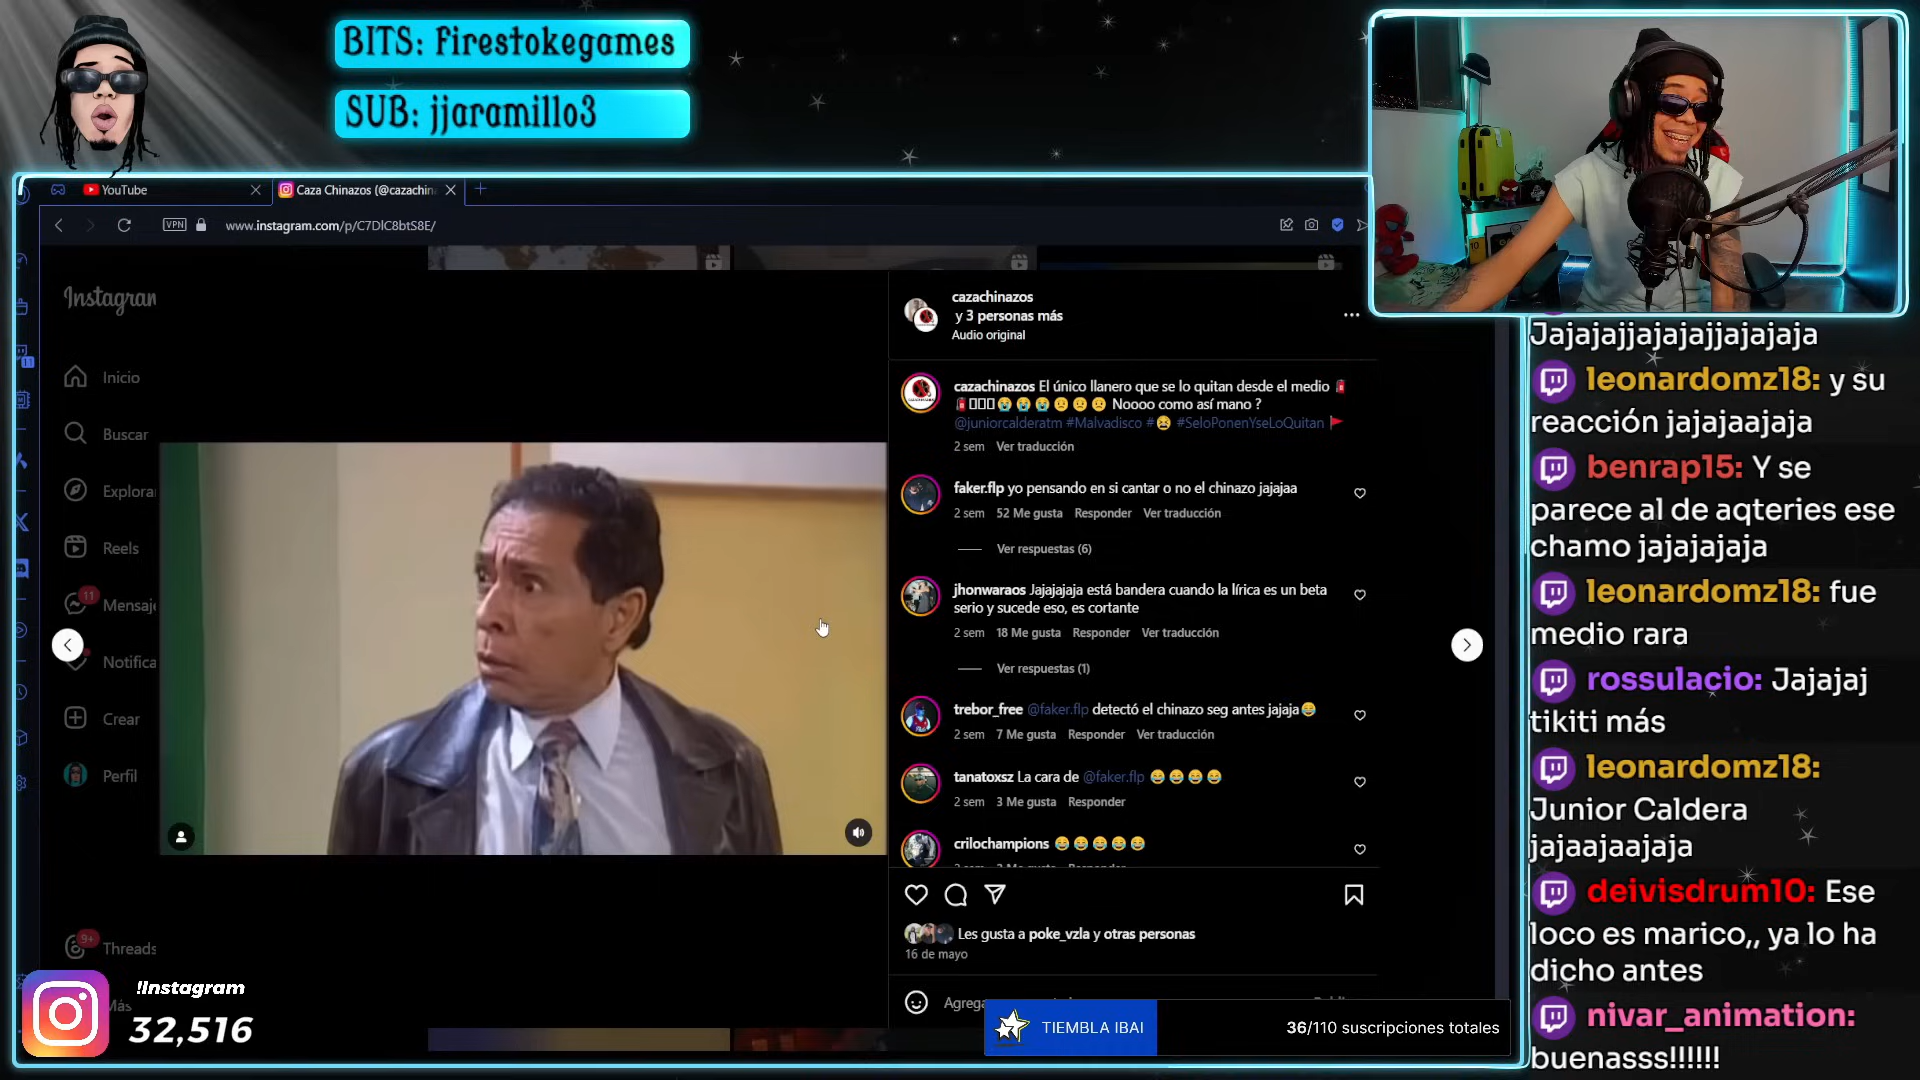 BITS: Firestokegames
SUB: jjaramillo3
YouTube
Caza Chinazos (@cazachin
VPN
www.instagram.com/p/C7DlC8btS8E/
Instagram
Inicio
Buscar
Explora
Reels
11
Mensaje
Notifica
Crear
Perfil
9+
Threads
Más
!Instagram
32,516
cazachinazos
y 3 personas más
Audio original
cazachinazos El único llanero que se lo quitan desde el medio 🧯
🧯😭😭😭😟😟😟 Noooo como así mano ?
@juniorcalderatm #Malvadisco #😫 #SeloPonenYseLoQuitan 🚩
2 sem Ver traducción
faker.flp yo pensando en si cantar o no el chinazo jajajaa
2 sem 52 Me gusta Responder Ver traducción
Ver respuestas (6)
jhonwaraos Jajajajaja está bandera cuando la lírica es un beta
serio y sucede eso, es cortante
2 sem 18 Me gusta Responder Ver traducción
Ver respuestas (1)
trebor_free @faker.flp detectó el chinazo seg antes jajaja😂
2 sem 7 Me gusta Responder Ver traducción
tanatoxsz La cara de @faker.flp 😂😂😂😂
2 sem 3 Me gusta Responder
crilochampions 😂😂😂😂😂
Les gusta a poke_vzla y otras personas
16 de mayo
TIEMBLA IBAI
36/110 suscripciones totales
Jajajajjajajajjajajaja
leonardomz18: y su
reacción jajajaajaja
benrap15: Y se
parece al de aqteries ese
chamo jajajajaja
leonardomz18: fue
medio rara
rossulacio: Jajajaj
tikiti más
leonardomz18:
Junior Caldera
jajaajaajaja
deivisdrum10: Ese
loco es marico,, ya lo ha
dicho antes
nivar_animation:
buenasss!!!!!!